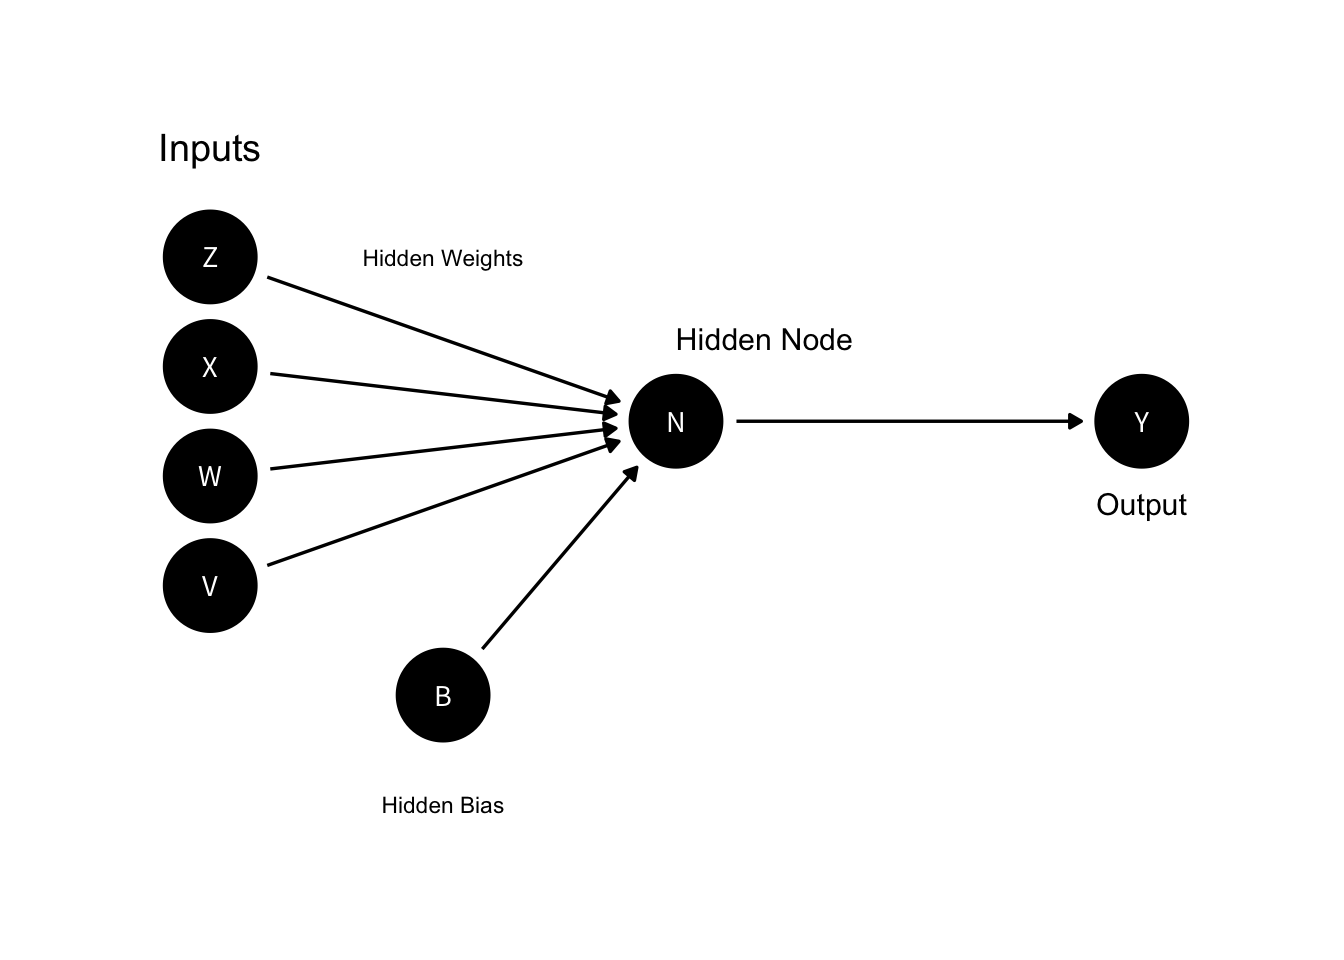 Inputs
Z
Hidden Weights
X
Hidden Node
N
Y
W
Output
V
B
Hidden Bias